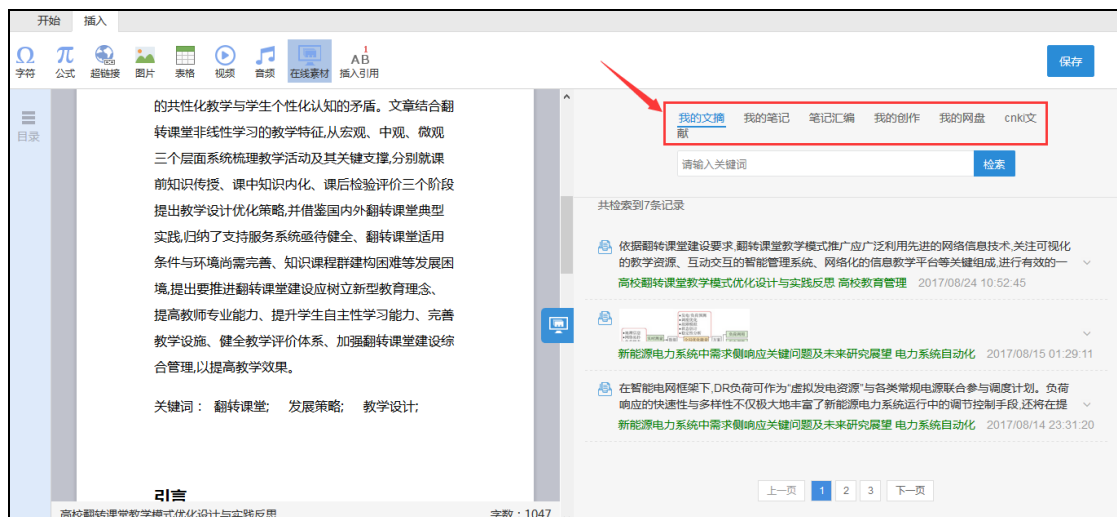 开始 插入
Ω π AB1
字符 公式 超链接 图片 表格 视频 音频 在线素材 插入引用
保存
目录
的共性化教学与学生个性化认知的矛盾。文章结合翻
转课堂非线性学习的教学特征,从宏观、中观、微观
三个层面系统梳理教学活动及其关键支撑,分别就课
前知识传授、课中知识内化、课后检验评价三个阶段
提出教学设计优化策略,并借鉴国内外翻转课堂典型
实践,归纳了支持服务系统亟待健全、翻转课堂适用
条件与环境尚需完善、知识课程群建构困难等发展困
境,提出要推进翻转课堂建设应树立新型教育理念、
提高教师专业能力、提升学生自主性学习能力、完善
教学设施、健全教学评价体系、加强翻转课堂建设综
合管理,以提高教学效果。
关键词： 翻转课堂; 发展策略; 教学设计;
引言
高校翻转课堂教学模式优化设计与实践反思 字数：1047
我的文摘 我的笔记 笔记汇编 我的创作 我的网盘 cnki文
献
请输入关键词 检索
共检索到7条记录
依据翻转课堂建设要求,翻转课堂教学模式推广应广泛利用先进的网络信息技术,关注可视化
的教学资源、互动交互的智能管理系统、网络化的信息教学平台等关键组成,进行有效的一
高校翻转课堂教学模式优化设计与实践反思 高校教育管理 2017/08/24 10:52:45
新能源电力系统中需求侧响应关键问题及未来研究展望 电力系统自动化 2017/08/15 01:29:11
在智能电网框架下,DR负荷可作为“虚拟发电资源”与各类常规电源联合参与调度计划。负荷
响应的快速性与多样性不仅极大地丰富了新能源电力系统运行中的调节控制手段,还将在提
新能源电力系统中需求侧响应关键问题及未来研究展望 电力系统自动化 2017/08/14 23:31:20
上一页 1 2 3 下一页